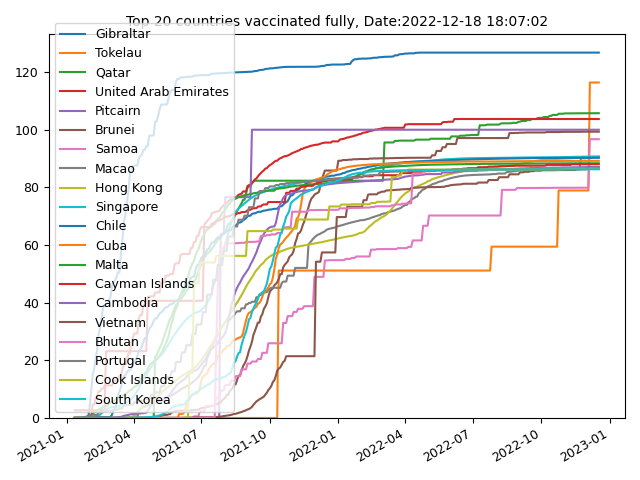 Top 20 countries vaccinated fully, Date:2022-12-18 18:07:02
Gibraltar
Tokelau
Qatar
United Arab Emirates
Pitcairn
Brunei
Samoa
Macao
Hong Kong
Singapore
Chile
Cuba
Malta
Cayman Islands
Cambodia
Vietnam
Bhutan
Portugal
Cook Islands
South Korea
120
100
80
60
40
20
0
2021-01
2021-04
2021-07
2021-10
2022-01
2022-04
2022-07
2022-10
2023-01